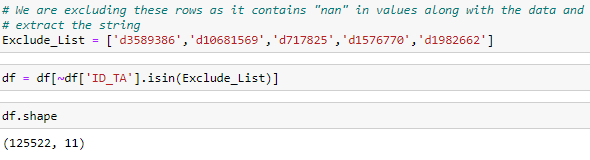 # We are excluding these rows as it contains "nan" in values along with the data and
# extract the string
Exclude_List = ['d3589386','d10681569','d717825','d1576770','d1982662']
df = df[~df['ID_TA'].isin(Exclude_List)]
df.shape
(125522, 11)